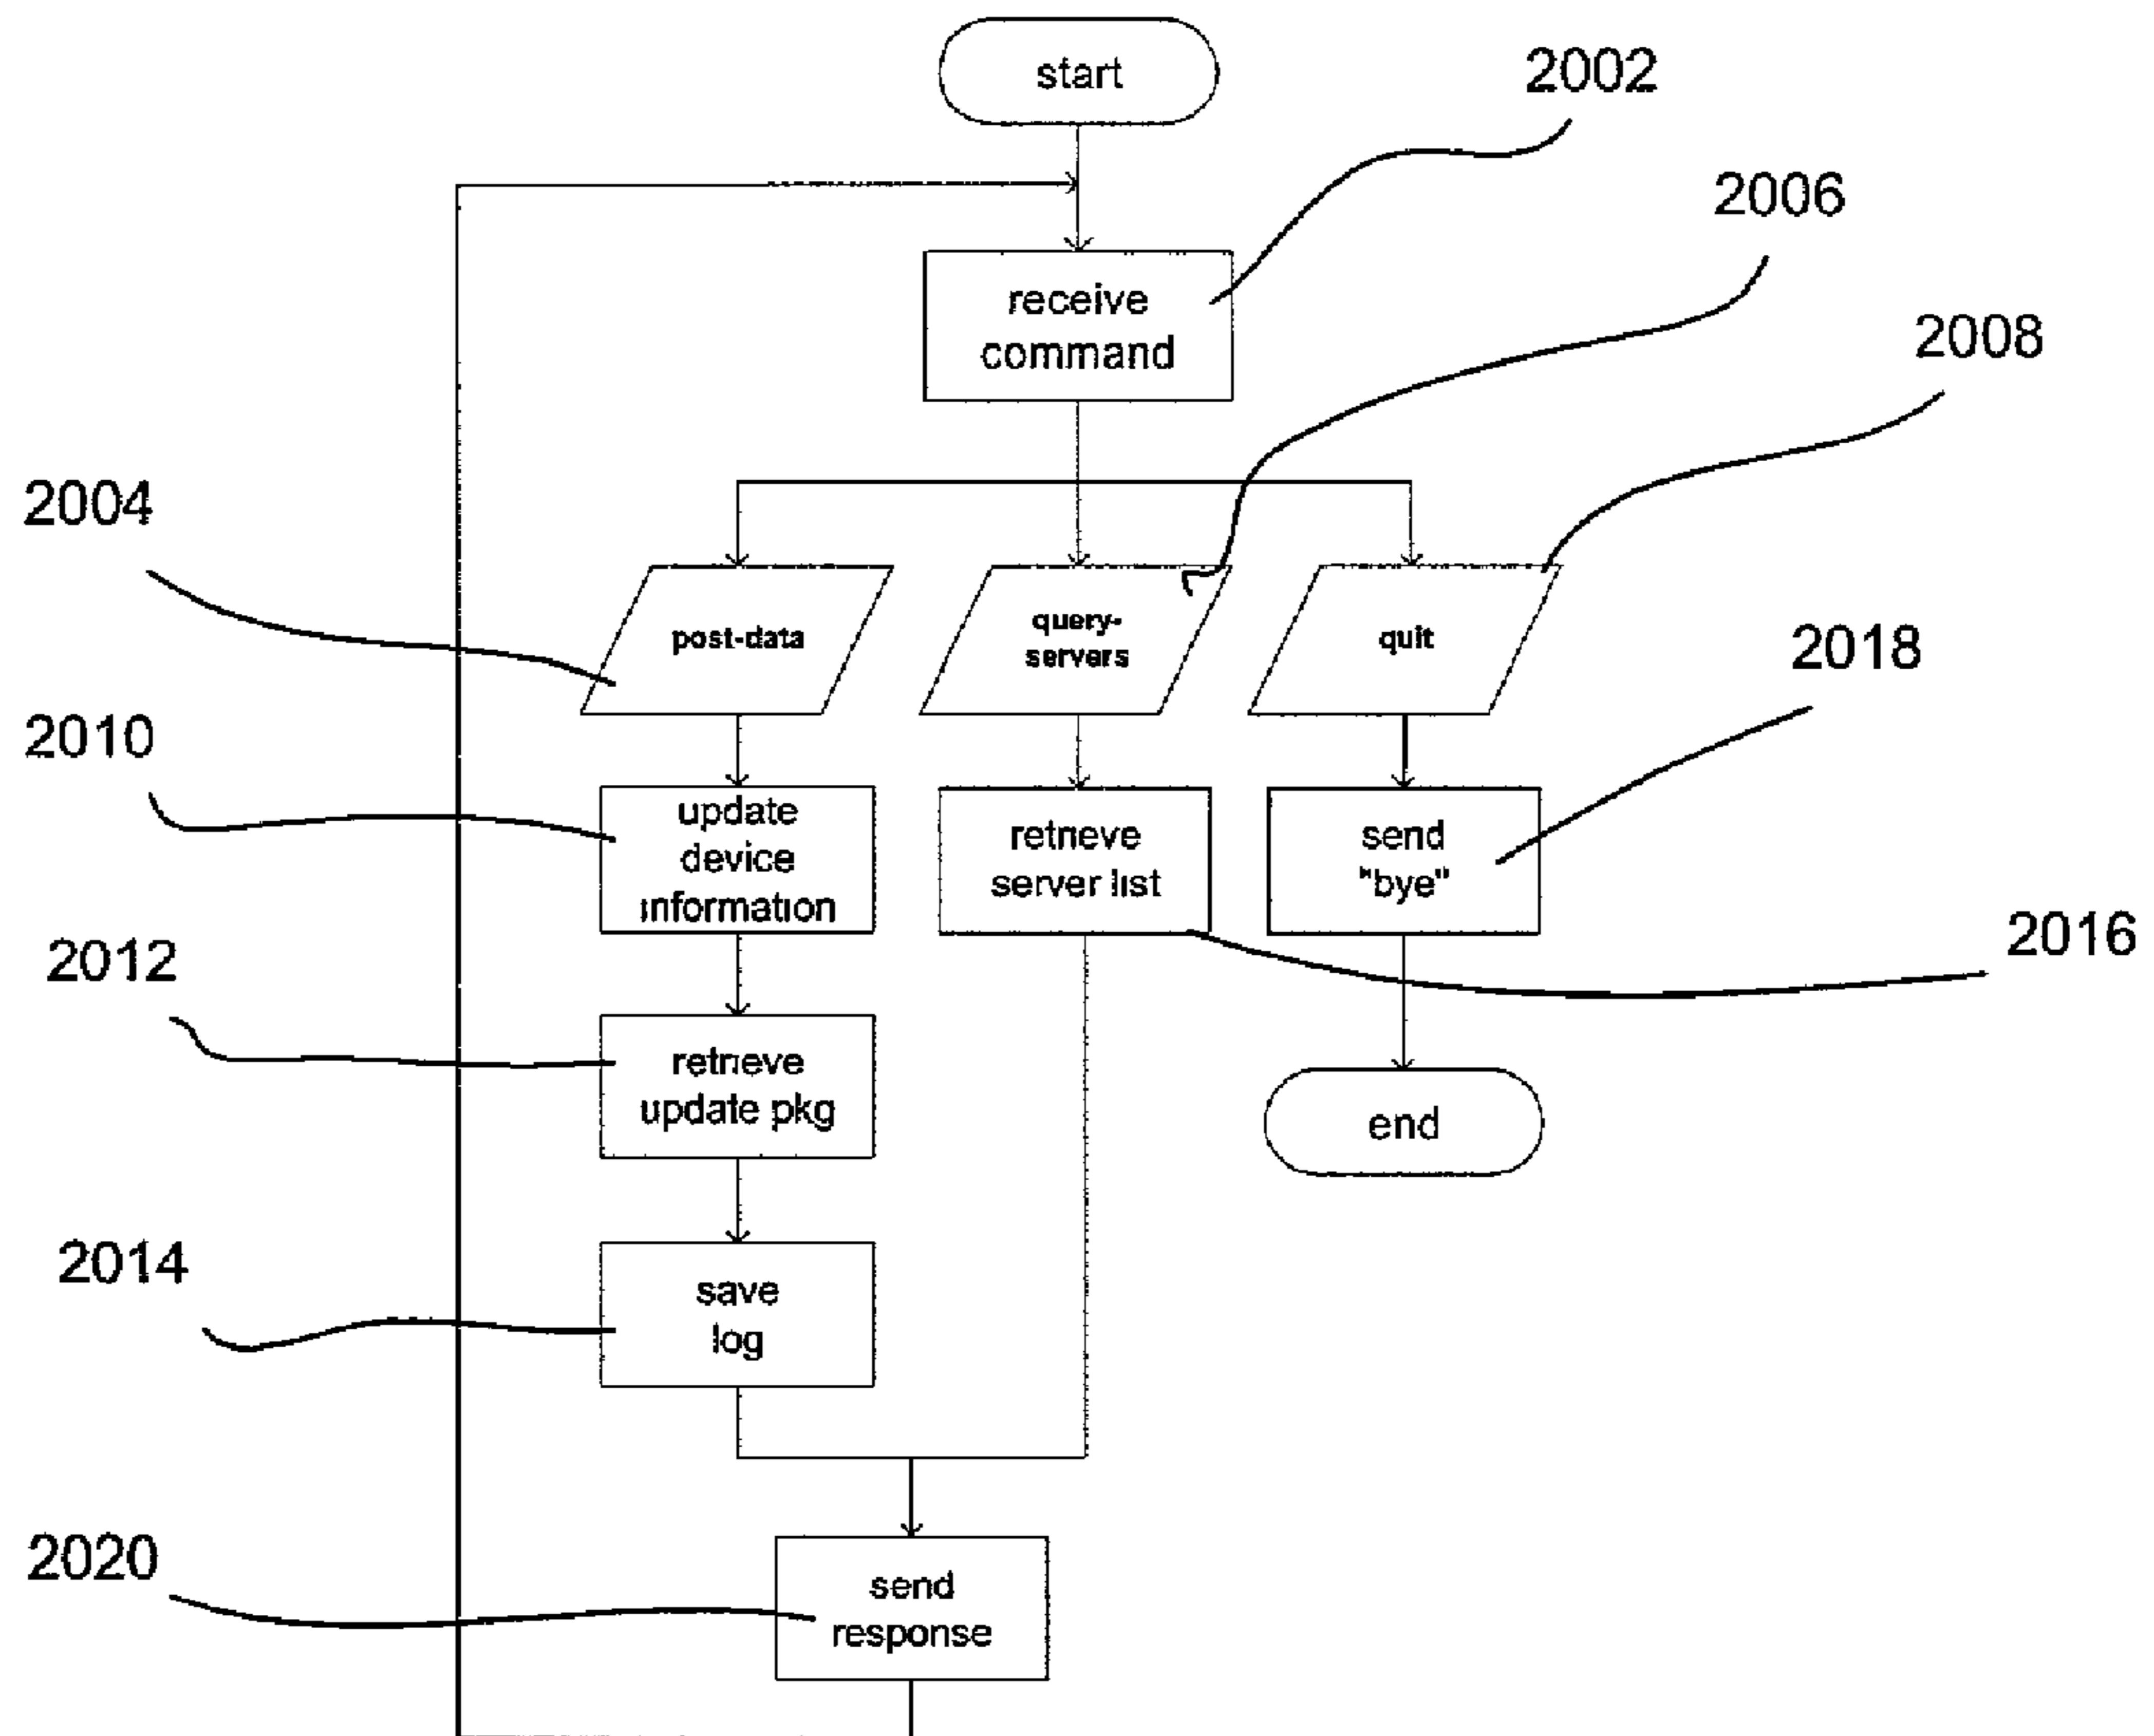 start
2002
2006
receive
command
2008
2004
post-data
query-
servers
quit
2018
2010
update
device
information
retrieve
server list
send
"bye"
2016
2012
retrieve
update pkg
end
2014
save
log
2020
send
response